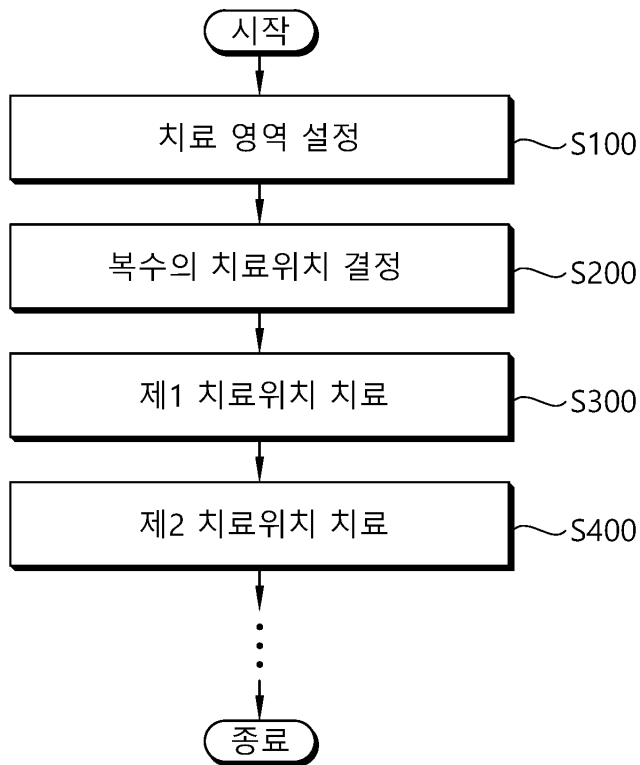 시작
치료 영역 설정
S100
복수의 치료위치 결정
S200
제1 치료위치 치료
S300
제2 치료위치 치료
S400
종료